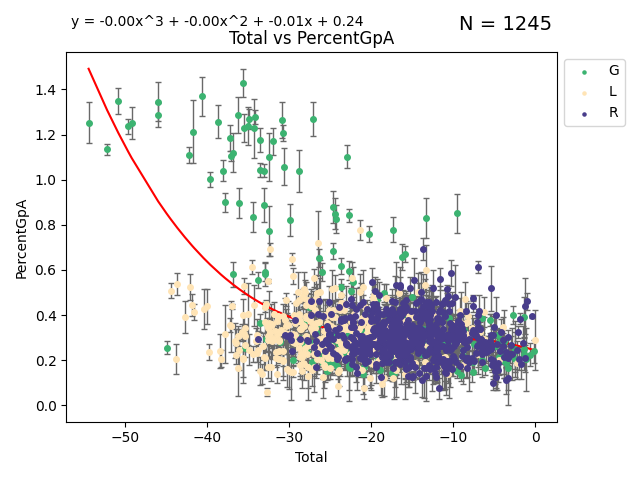 y = -0.00x^3 + -0.00x^2 + -0.01x + 0.24
N = 1245
Total vs PercentGpA
G
L
R
PercentGpA
1.4
1.2
1.0
0.8
0.6
0.4
0.2
0.0
−50
−40
−30
−20
−10
0
Total